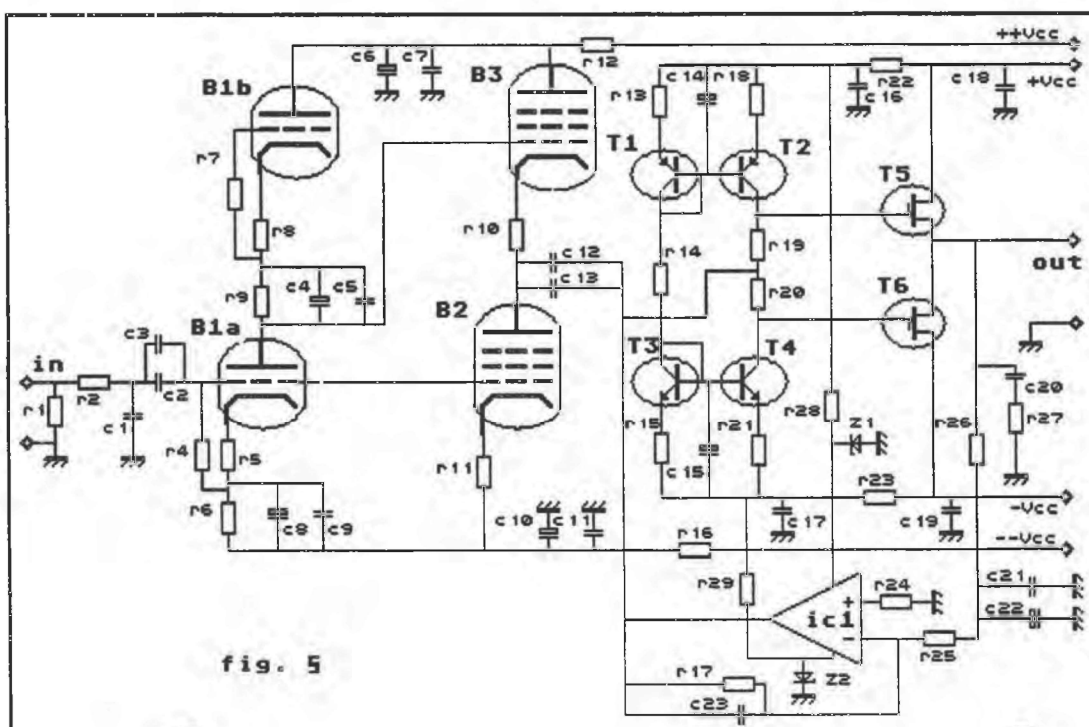 c6
c7
r12
++Vcc
B1b
B3
r13
c14
r18
c16
r22
c18
+Vcc
r7
T1
T2
T5
r8
r10
r14
r19
out
c12
c13
r9
c4
c5
r20
T6
B1a
B2
c3
in
T3
T4
r2
c2
c20
r1
c1
r15
r21
r28
Z1
r26
r27
r4
r5
r11
c15
r23
r6
c8
c9
c10
c11
c17
c19
-Vcc
r16
--Vcc
r29
c21
r24
+
ic1
c22
-
r25
fig. 5
r17
Z2
c23